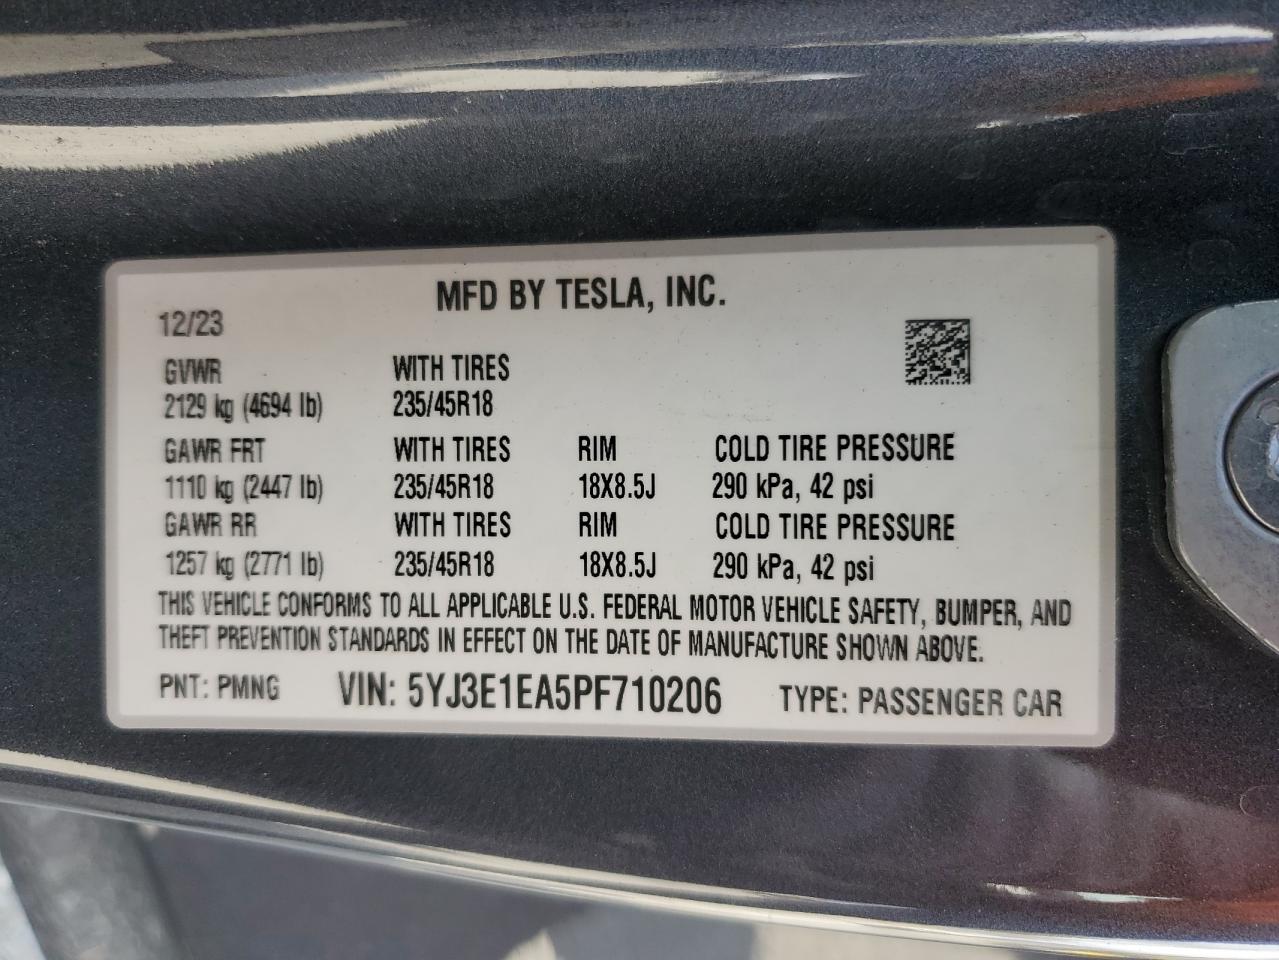 MFD BY TESLA, INC.
12/23
GVWR WITH TIRES
2129 kg (4694 lb) 235/45R18
GAWR FRT WITH TIRES RIM COLD TIRE PRESSURE
1110 kg (2447 lb) 235/45R18 18X8.5J 290 kPa, 42 psi
GAWR RR WITH TIRES RIM COLD TIRE PRESSURE
1257 kg (2771 lb) 235/45R18 18X8.5J 290 kPa, 42 psi
THIS VEHICLE CONFORMS TO ALL APPLICABLE U.S. FEDERAL MOTOR VEHICLE SAFETY, BUMPER, AND
THEFT PREVENTION STANDARDS IN EFFECT ON THE DATE OF MANUFACTURE SHOWN ABOVE.
PNT: PMNG VIN: 5YJ3E1EA5PF710206 TYPE: PASSENGER CAR